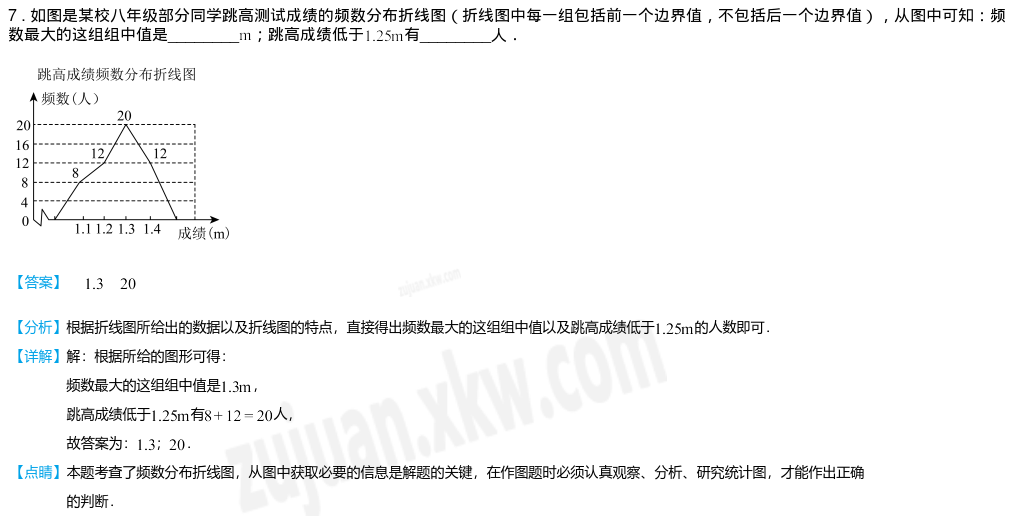 7．如图是某校八年级部分同学跳高测试成绩的频数分布折线图（折线图中每一组包括前一个边界值，不包括后一个边界值），从图中可知：频
数最大的这组组中值是_________m；跳高成绩低于1.25m有_________人．
跳高成绩频数分布折线图
频数(人)
20
20
16
12
12
12
8
8
4
0
1.1 1.2 1.3 1.4 成绩(m)
【答案】 1.3 20
【分析】根据折线图所给出的数据以及折线图的特点，直接得出频数最大的这组组中值以及跳高成绩低于1.25m的人数即可．
【详解】解：根据所给的图形可得：
频数最大的这组组中值是1.3m，
跳高成绩低于1.25m有8+12=20人，
故答案为：1.3；20．
【点睛】本题考查了频数分布折线图，从图中获取必要的信息是解题的关键，在作图题时必须认真观察、分析、研究统计图，才能作出正确
的判断．
zujuan.xkw.com
zujuan.xkw.com